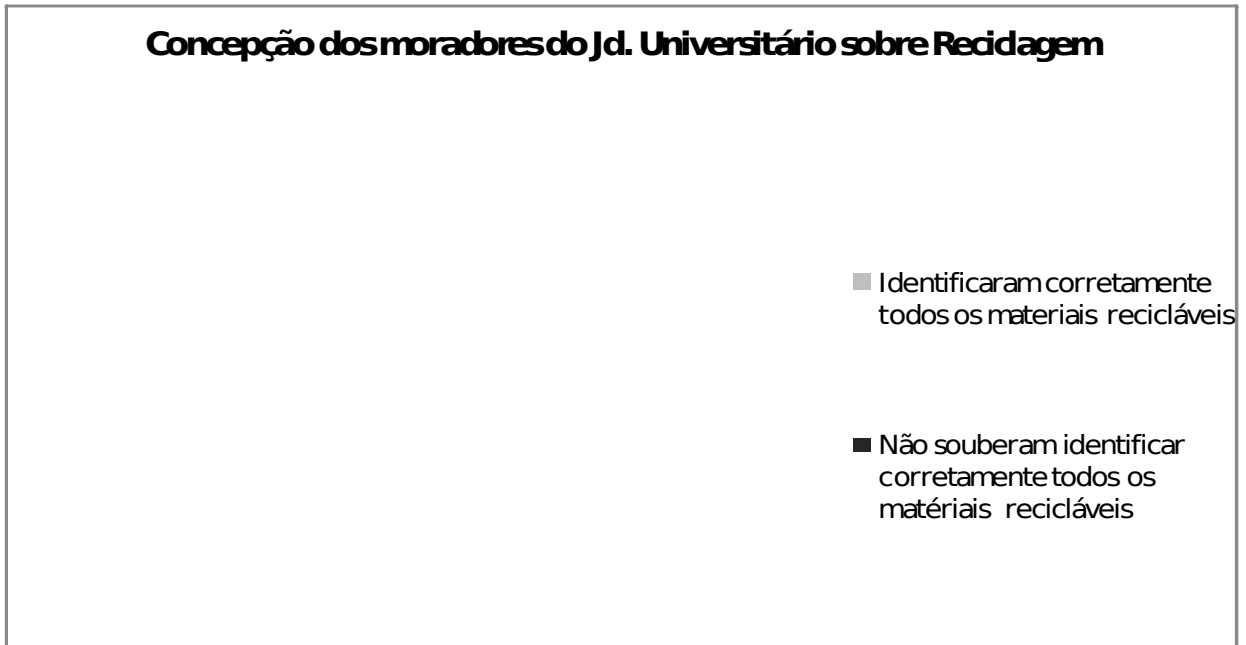 Concepção dos moradores do Jd. Universitário sobre Reciclagem
Identificaram corretamente
todos os materiais recicláveis
Não souberam identificar
corretamente todos os
matériais recicláveis